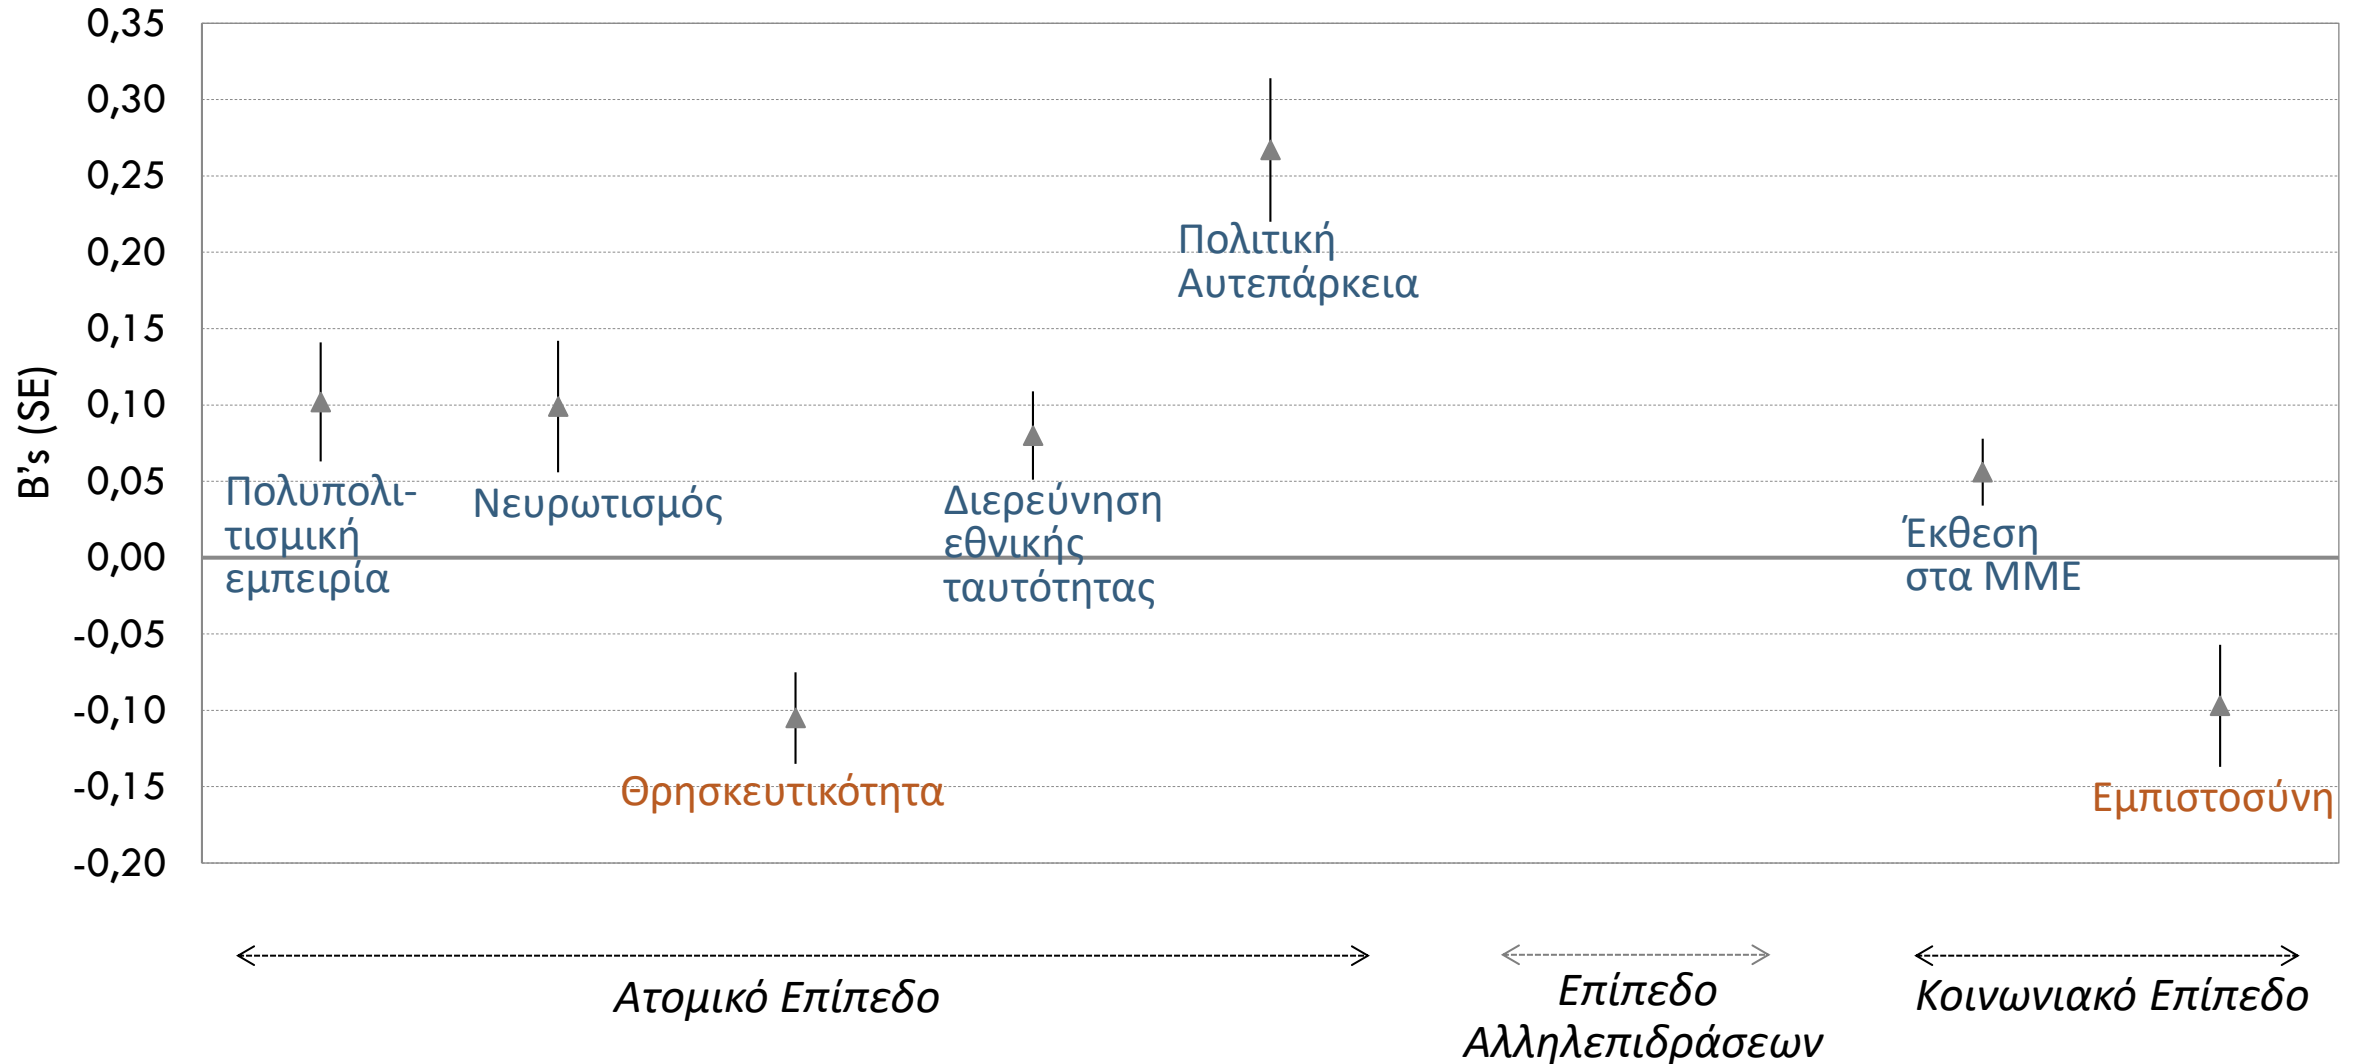 0,35
0,30
0,25
0,20
0,15
0,10
0,05
0,00
-0,05
-0,10
-0,15
-0,20
B's (SE)
Πολυπολι-
τισμική
εμπειρία
Νευρωτισμός
Θρησκευτικότητα
Διερεύνηση
εθνικής
ταυτότητας
Πολιτική
Αυτεπάρκεια
Έκθεση
στα ΜΜΕ
Εμπιστοσύνη
Ατομικό Επίπεδο
Επίπεδο
Αλληλεπιδράσεων
Κοινωνιακό Επίπεδο